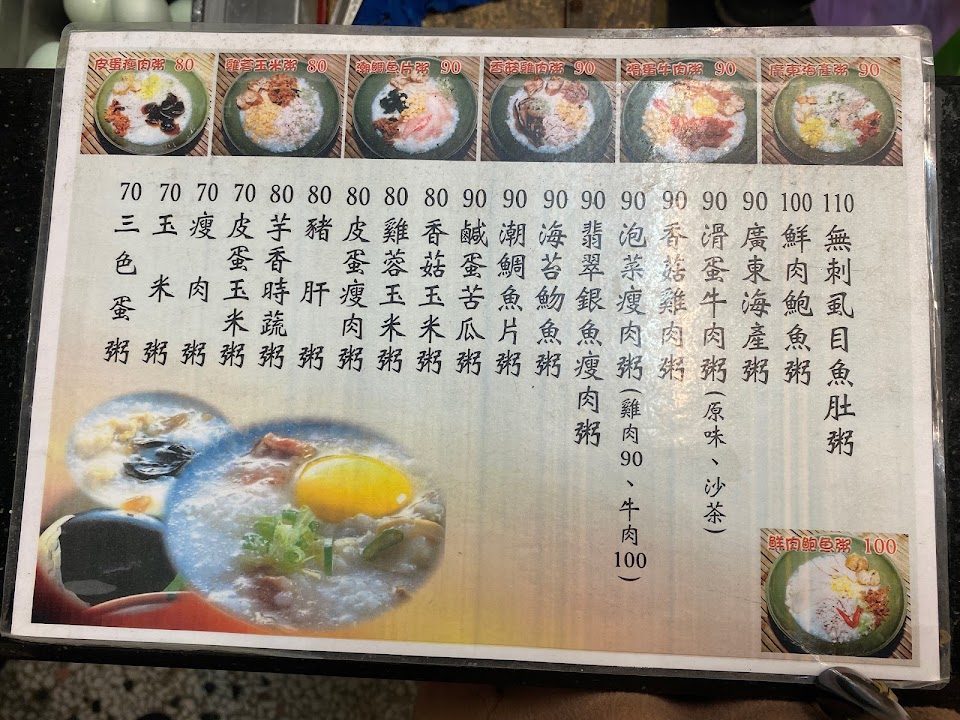 皮蛋瘦肉粥 80
雞蓉玉米粥 80
潮鯛魚片粥 90
香菇雞肉粥 90
滑蛋牛肉粥 90
廣東海產粥 90
110 無刺虱目魚肚粥
100 鮮肉鮑魚粥
90 廣東海產粥
90 滑蛋牛肉粥(原味、沙茶)
90 香菇雞肉粥
90 泡菜瘦肉粥(雞肉90、牛肉100)
90 翡翠銀魚瘦肉粥
90 海苔魩魚粥
90 潮鯛魚片粥
90 鹹蛋苦瓜粥
80 香菇玉米粥
80 雞蓉玉米粥
80 皮蛋瘦肉粥
80 豬肝粥
80 芋香時蔬粥
70 皮蛋玉米粥
70 瘦肉粥
70 玉米粥
70 三色蛋粥
鮮肉鮑魚粥 100